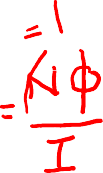 = 1
= NΦ
I